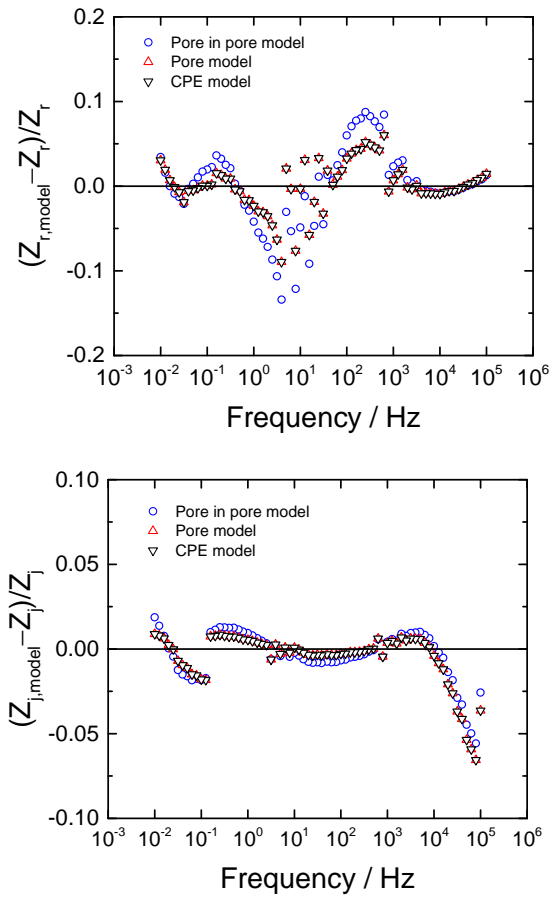 Pore in pore model
Pore model
CPE model
0.2
0.1
0.0
-0.1
-0.2
(Z_{r,model}−Z_r)/Z_r
10^{-3} 10^{-2} 10^{-1} 10^0 10^1 10^2 10^3 10^4 10^5 10^6
Frequency / Hz
Pore in pore model
Pore model
CPE model
0.10
0.05
0.00
-0.05
-0.10
(Z_{j,model}−Z_j)/Z_j
10^{-3} 10^{-2} 10^{-1} 10^0 10^1 10^2 10^3 10^4 10^5 10^6
Frequency / Hz